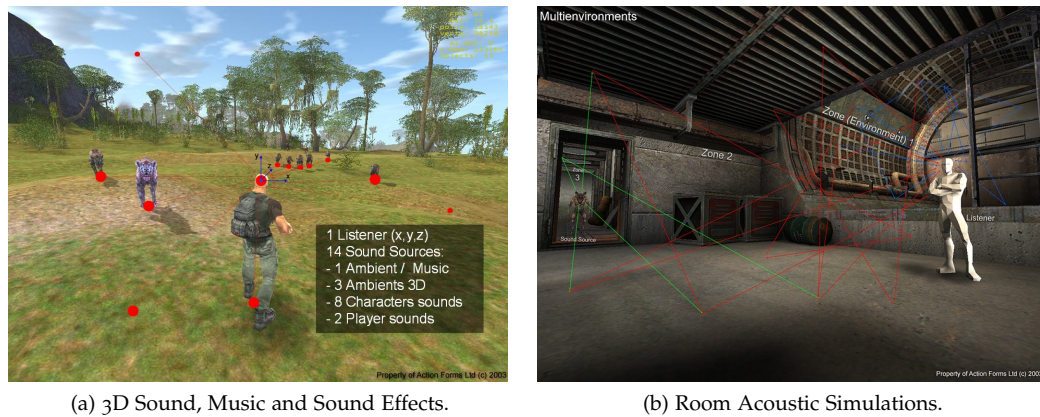 1 Listener (x,y,z)
14 Sound Sources:
- 1 Ambient / Music
- 3 Ambients 3D
- 8 Characters sounds
- 2 Player sounds
Property of Action Forms Ltd (c) 2003
Multienvironments
Zone (Environment) 1
Zone 2
Zone
3
Listener
Sound Source
Property of Action Forms Ltd (c) 2003
(a) 3D Sound, Music and Sound Effects.
(b) Room Acoustic Simulations.